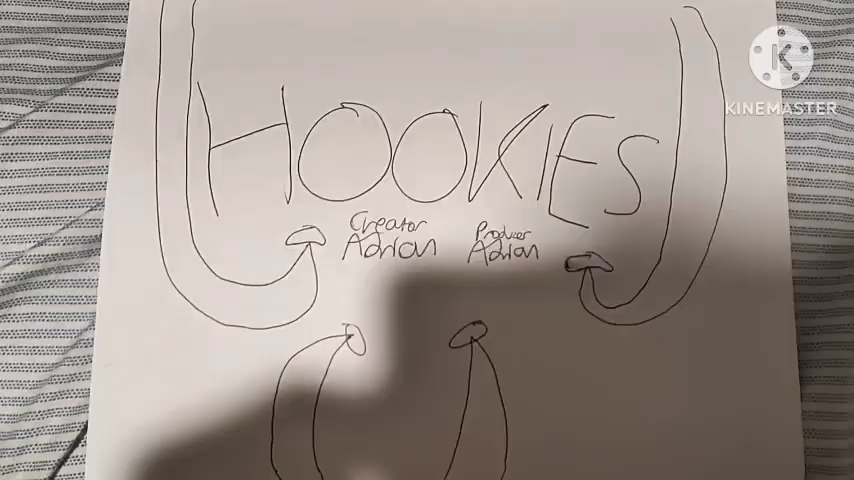 HOOKIES
Creator
Adrian
Producer
Adrian
KINEMASTER